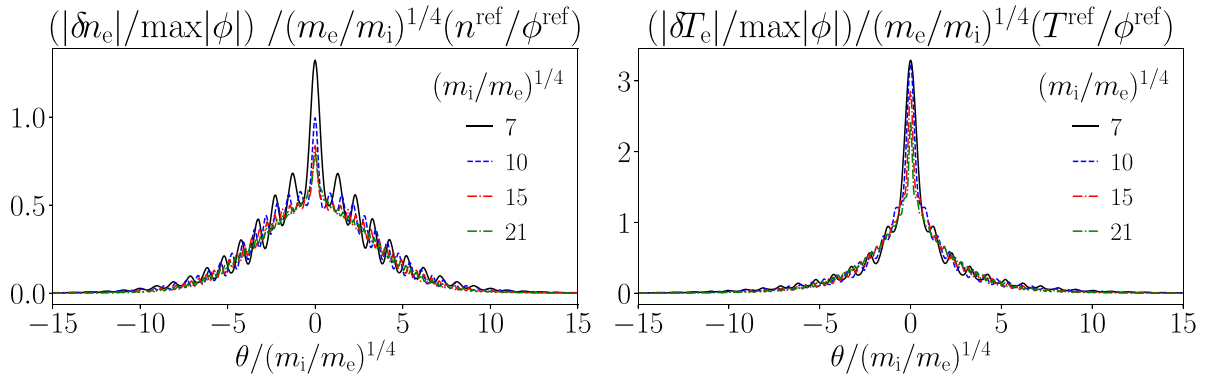 (|δn_e|/max|ϕ|) /(m_e/m_i)^{1/4}(n^{ref}/ϕ^{ref})
(m_i/m_e)^{1/4}
7
10
15
21
1.0
0.5
0.0
−15 −10 −5 0 5 10 15
θ/(m_i/m_e)^{1/4}
(|δT_e|/max|ϕ|)/(m_e/m_i)^{1/4}(T^{ref}/ϕ^{ref})
(m_i/m_e)^{1/4}
7
10
15
21
3
2
1
0
−15 −10 −5 0 5 10 15
θ/(m_i/m_e)^{1/4}